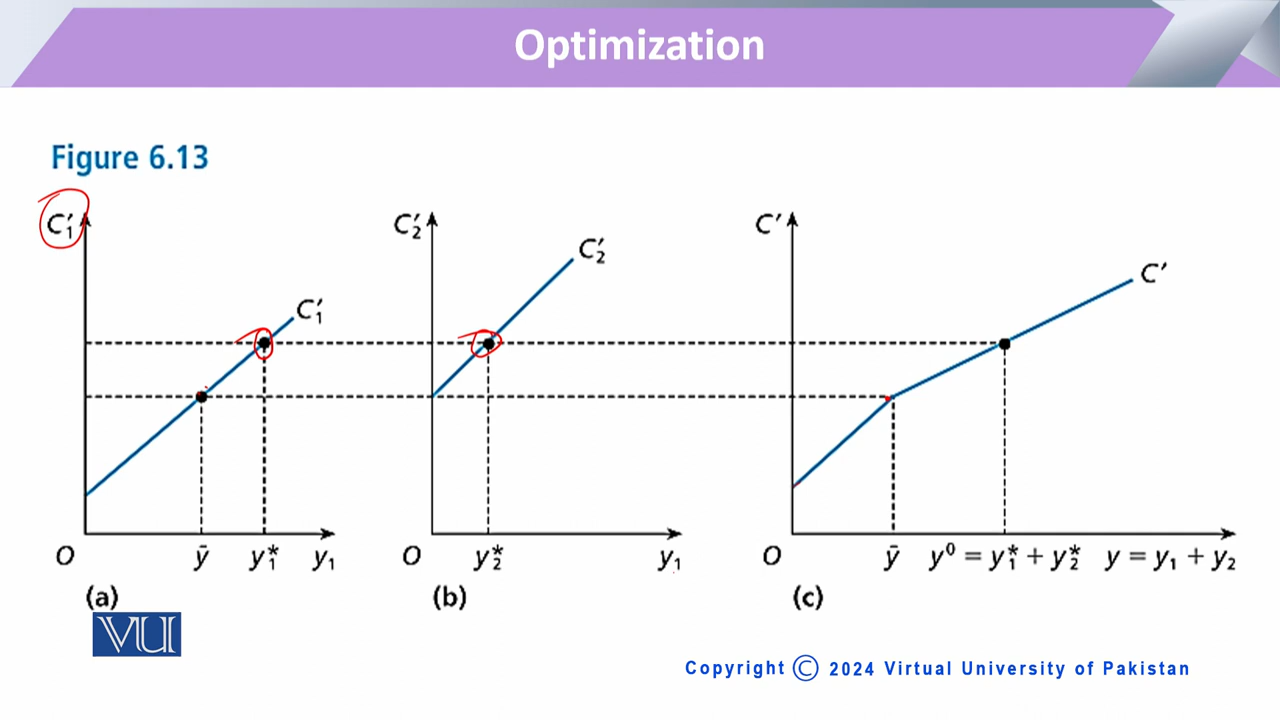 Optimization
Figure 6.13
C′₁ C′₂ C′
C′₁ C′₂ C′
O ȳ y₁* y₁ O y₂* y₁ O ȳ y⁰ = y₁* + y₂* y = y₁ + y₂
(a) (b) (c)
VU
Copyright © 2024 Virtual University of Pakistan